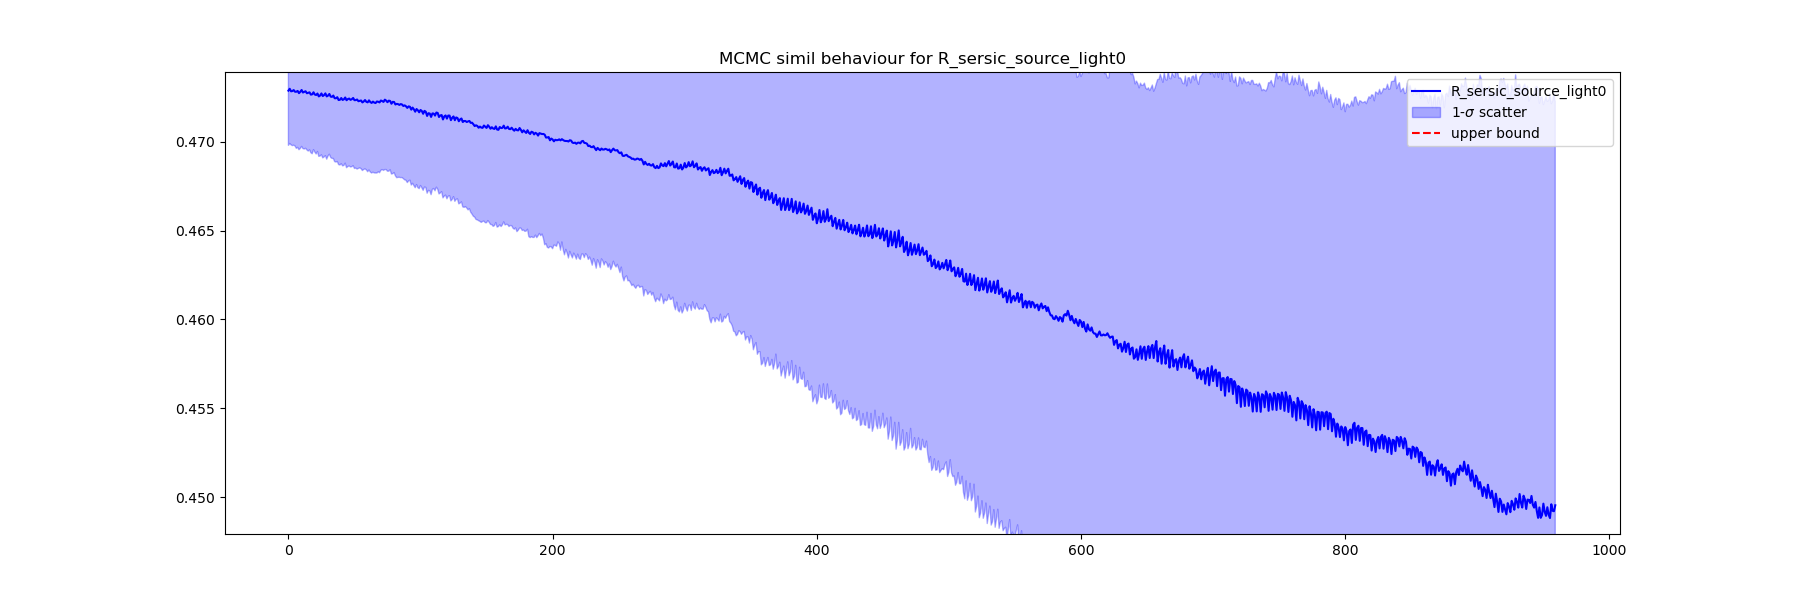 MCMC simil behaviour for R_sersic_source_light0
R_sersic_source_light0
1-σ scatter
upper bound
0.470
0.465
0.460
0.455
0.450
0 200 400 600 800 1000